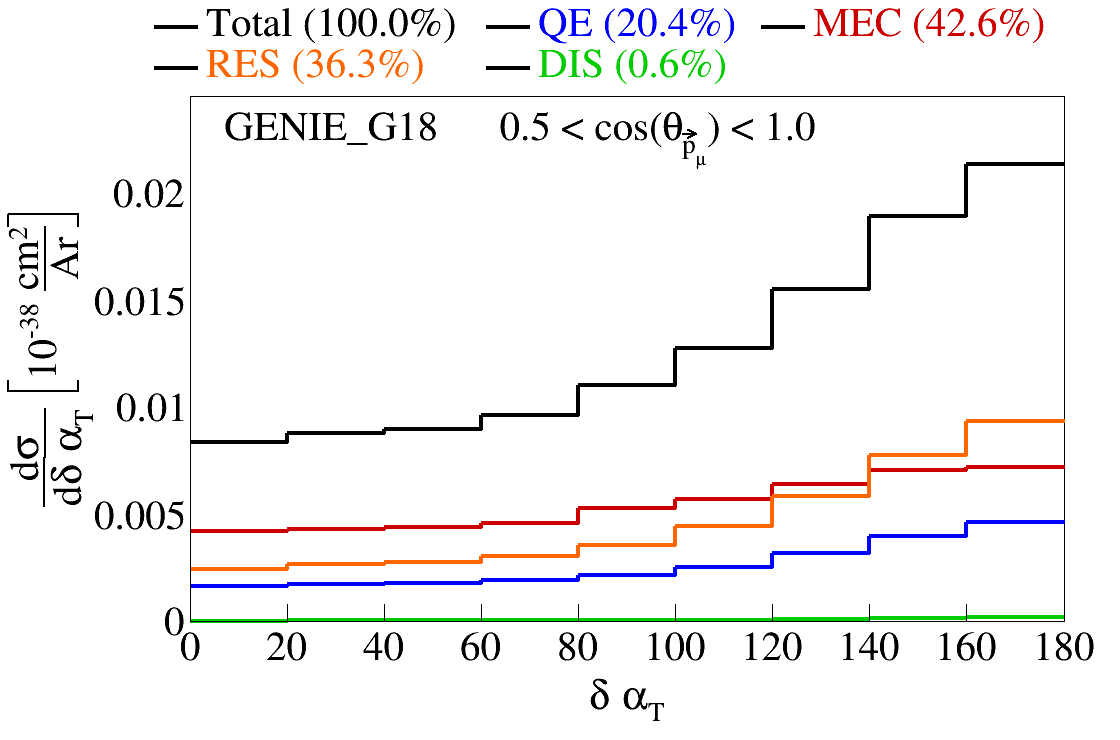 Total (100.0%) QE (20.4%) MEC (42.6%)
RES (36.3%) DIS (0.6%)
GENIE_G18 0.5 < cos(θ_{p⃗_μ}) < 1.0
0.02
0.015
0.01
0.005
0
dσ/dδ α_T [10^{-38} cm²/Ar]
0 20 40 60 80 100 120 140 160 180
δ α_T